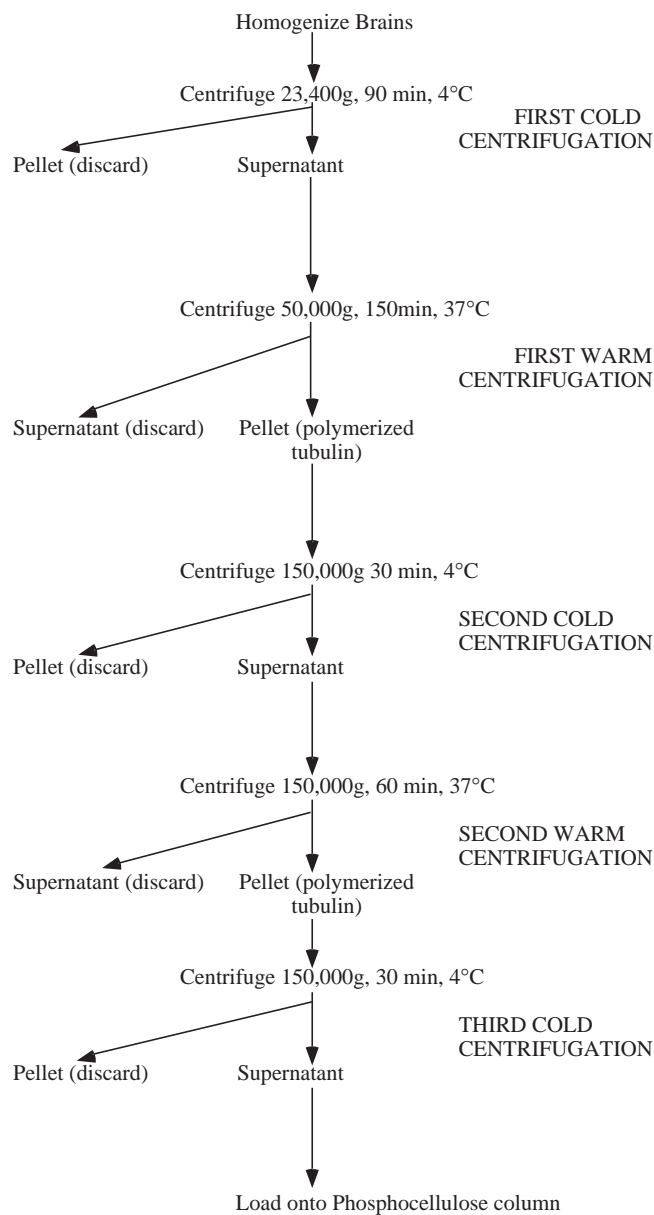 Homogenize Brains
Centrifuge 23,400g, 90 min, 4°C
FIRST COLD
CENTRIFUGATION
Pellet (discard)
Supernatant
Centrifuge 50,000g, 150min, 37°C
FIRST WARM
CENTRIFUGATION
Supernatant (discard)
Pellet (polymerized
tubulin)
Centrifuge 150,000g 30 min, 4°C
SECOND COLD
CENTRIFUGATION
Pellet (discard)
Supernatant
Centrifuge 150,000g, 60 min, 37°C
SECOND WARM
CENTRIFUGATION
Supernatant (discard)
Pellet (polymerized
tubulin)
Centrifuge 150,000g, 30 min, 4°C
THIRD COLD
CENTRIFUGATION
Pellet (discard)
Supernatant
Load onto Phosphocellulose column